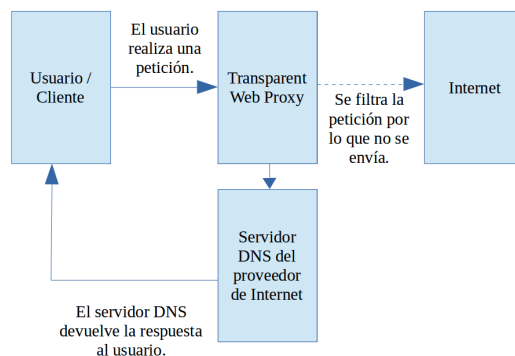 El usuario
realiza una
petición.
Usuario /
Cliente
Transparent
Web Proxy
Internet
Se filtra la
petición por
lo que no se
envía.
Servidor
DNS del
proveedor
de Internet
El servidor DNS
devuelve la respuesta
al usuario.